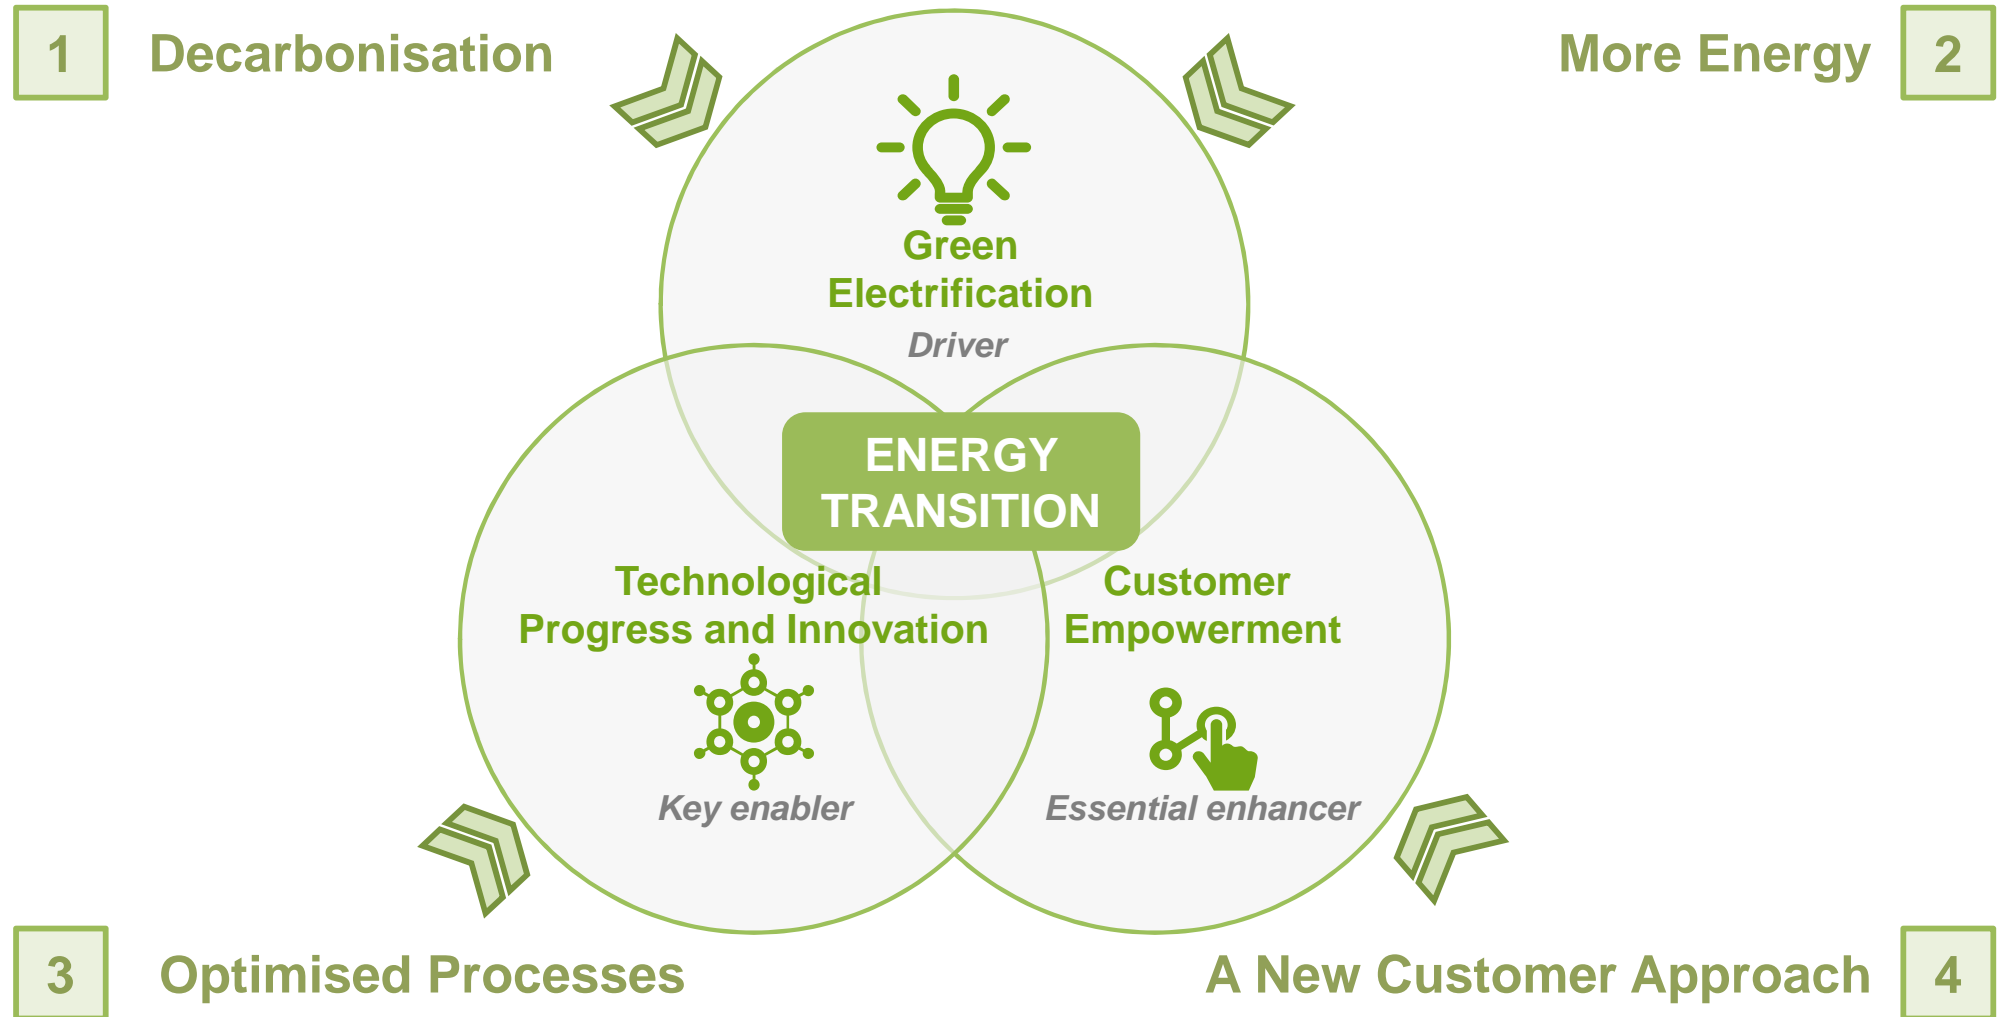 1 Decarbonisation
More Energy 2
Green
Electrification
Driver
ENERGY
TRANSITION
Technological
Progress and Innovation
Key enabler
Customer
Empowerment
Essential enhancer
3 Optimised Processes
A New Customer Approach 4